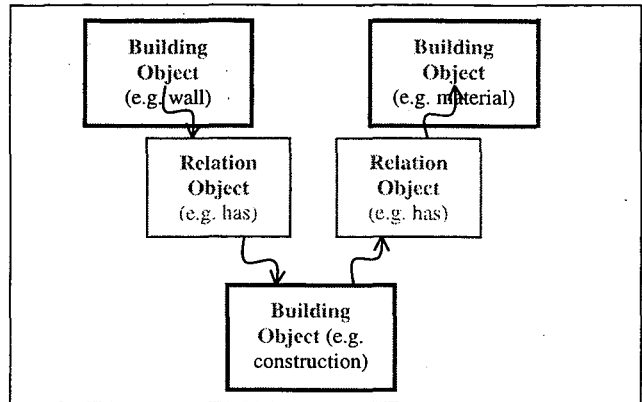 Building
Object
(e.g. wall)
Building
Object
(e.g. material)
Relation
Object
(e.g. has)
Relation
Object
(e.g. has)
Building
Object (e.g.
construction)